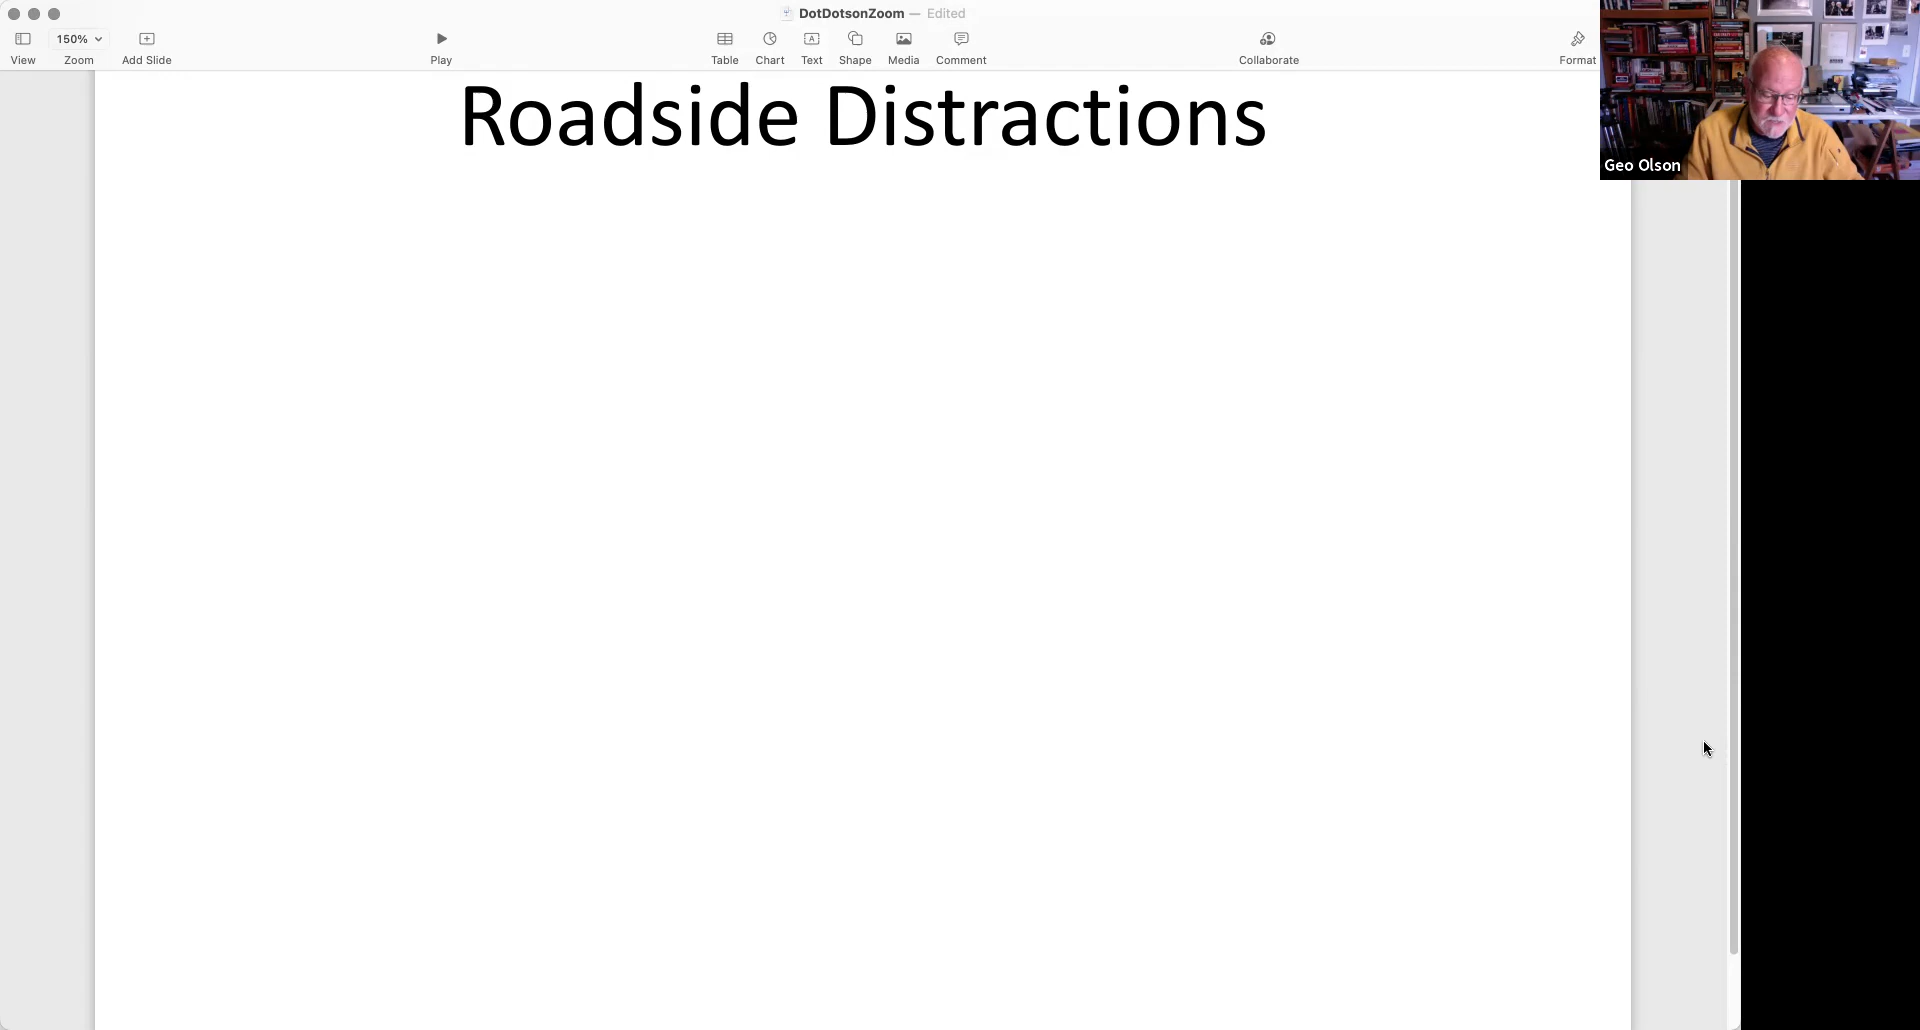 DotDotsonZoom — Edited
150%
View Zoom Add Slide Play Table Chart Text Shape Media Comment Collaborate Format
Roadside Distractions
Geo Olson